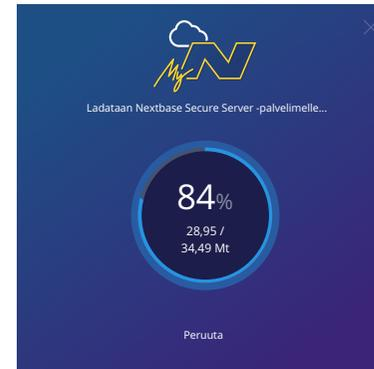 My N
Ladataan Nextbase Secure Server -palvelimelle...
84%
28,95 /
34,49 Mt
Peruuta